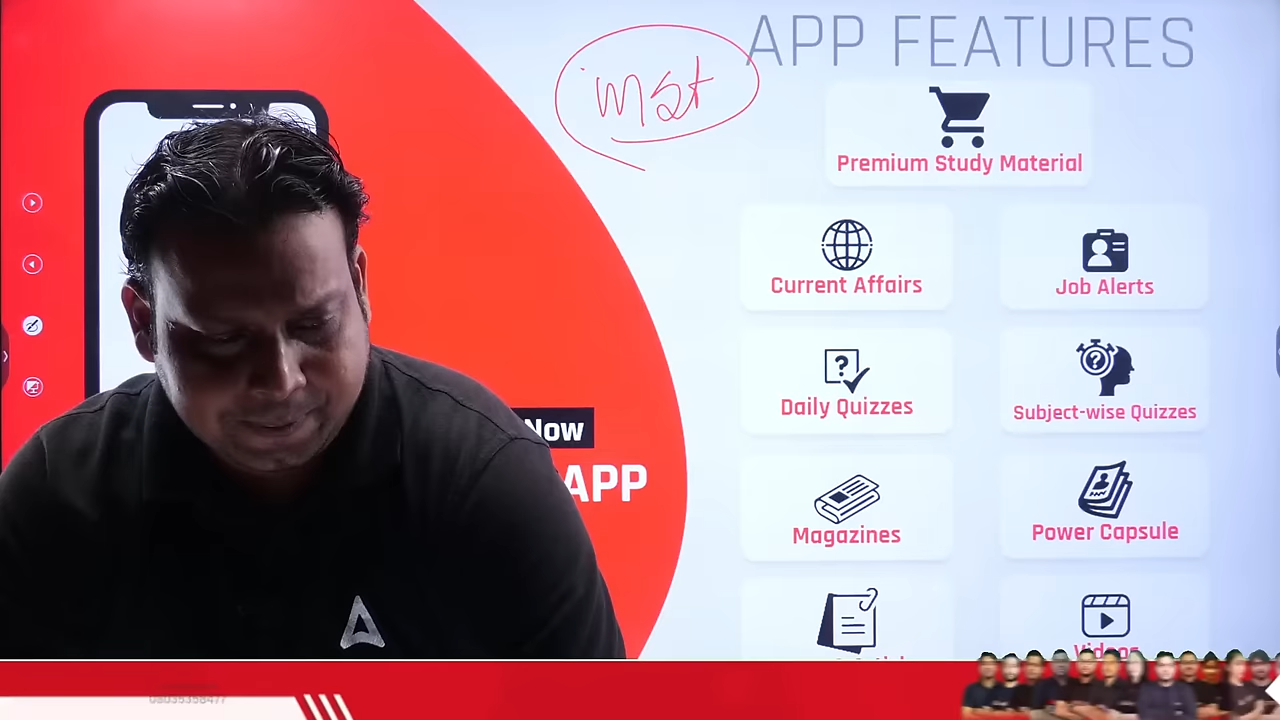 APP FEATURES
Premium Study Material
Current Affairs
Job Alerts
Daily Quizzes
Subject-wise Quizzes
Now
APP
Magazines
Power Capsule
Videos